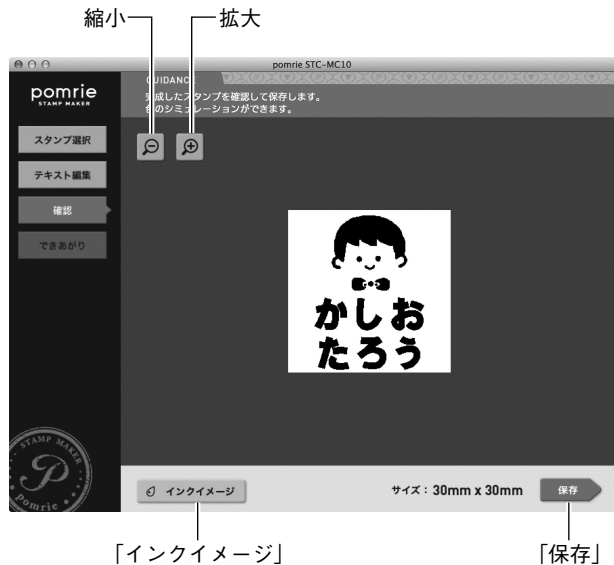 縮小
拡大
pomrie STC-MC10
pomrie
STAMP MAKER
GUIDANCE
完成したスタンプを確認して保存します。
色のシミュレーションができます。
スタンプ選択
テキスト編集
確認
できあがり
かしお
たろう
STAMP MAKER
P
pomrie
インクイメージ
サイズ：30mm x 30mm
保存
「インクイメージ」
「保存」